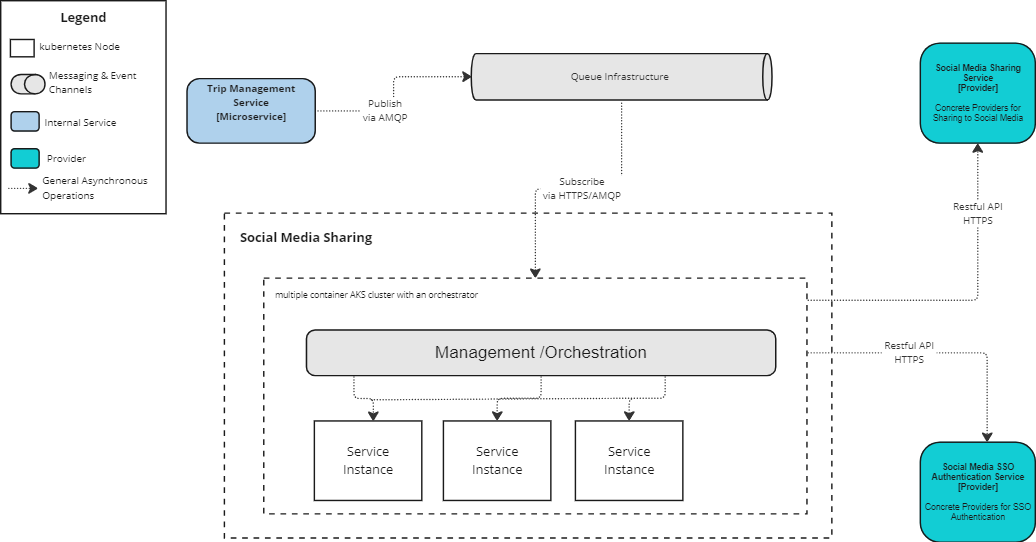 Legend
kubernetes Node
Messaging & Event
Channels
Internal Service
Provider
General Asynchronous
Operations
Trip Management
Service
[Microservice]
Publish
via AMQP
Queue Infrastructure
Social Media Sharing
Service
[Provider]
Concrete Providers for
Sharing to Social Media
Subscribe
via HTTPS/AMQP
Restful API
HTTPS
Social Media Sharing
multiple container AKS cluster with an orchestrator
Management /Orchestration
Restful API
HTTPS
Service
Instance
Service
Instance
Service
Instance
Social Media SSO
Authentication Service
[Provider]
Concrete Providers for SSO
Authentication